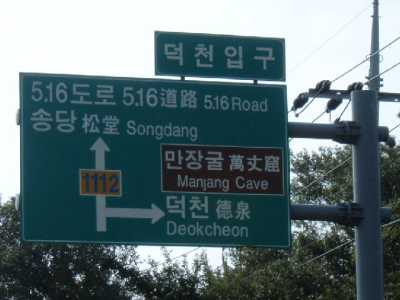 덕천입구
5.16도로 5.16道路 5.16 Road
송당 松堂 Songdang
만장굴 萬丈窟
Manjang Cave
1112
덕천 德泉
Deokcheon